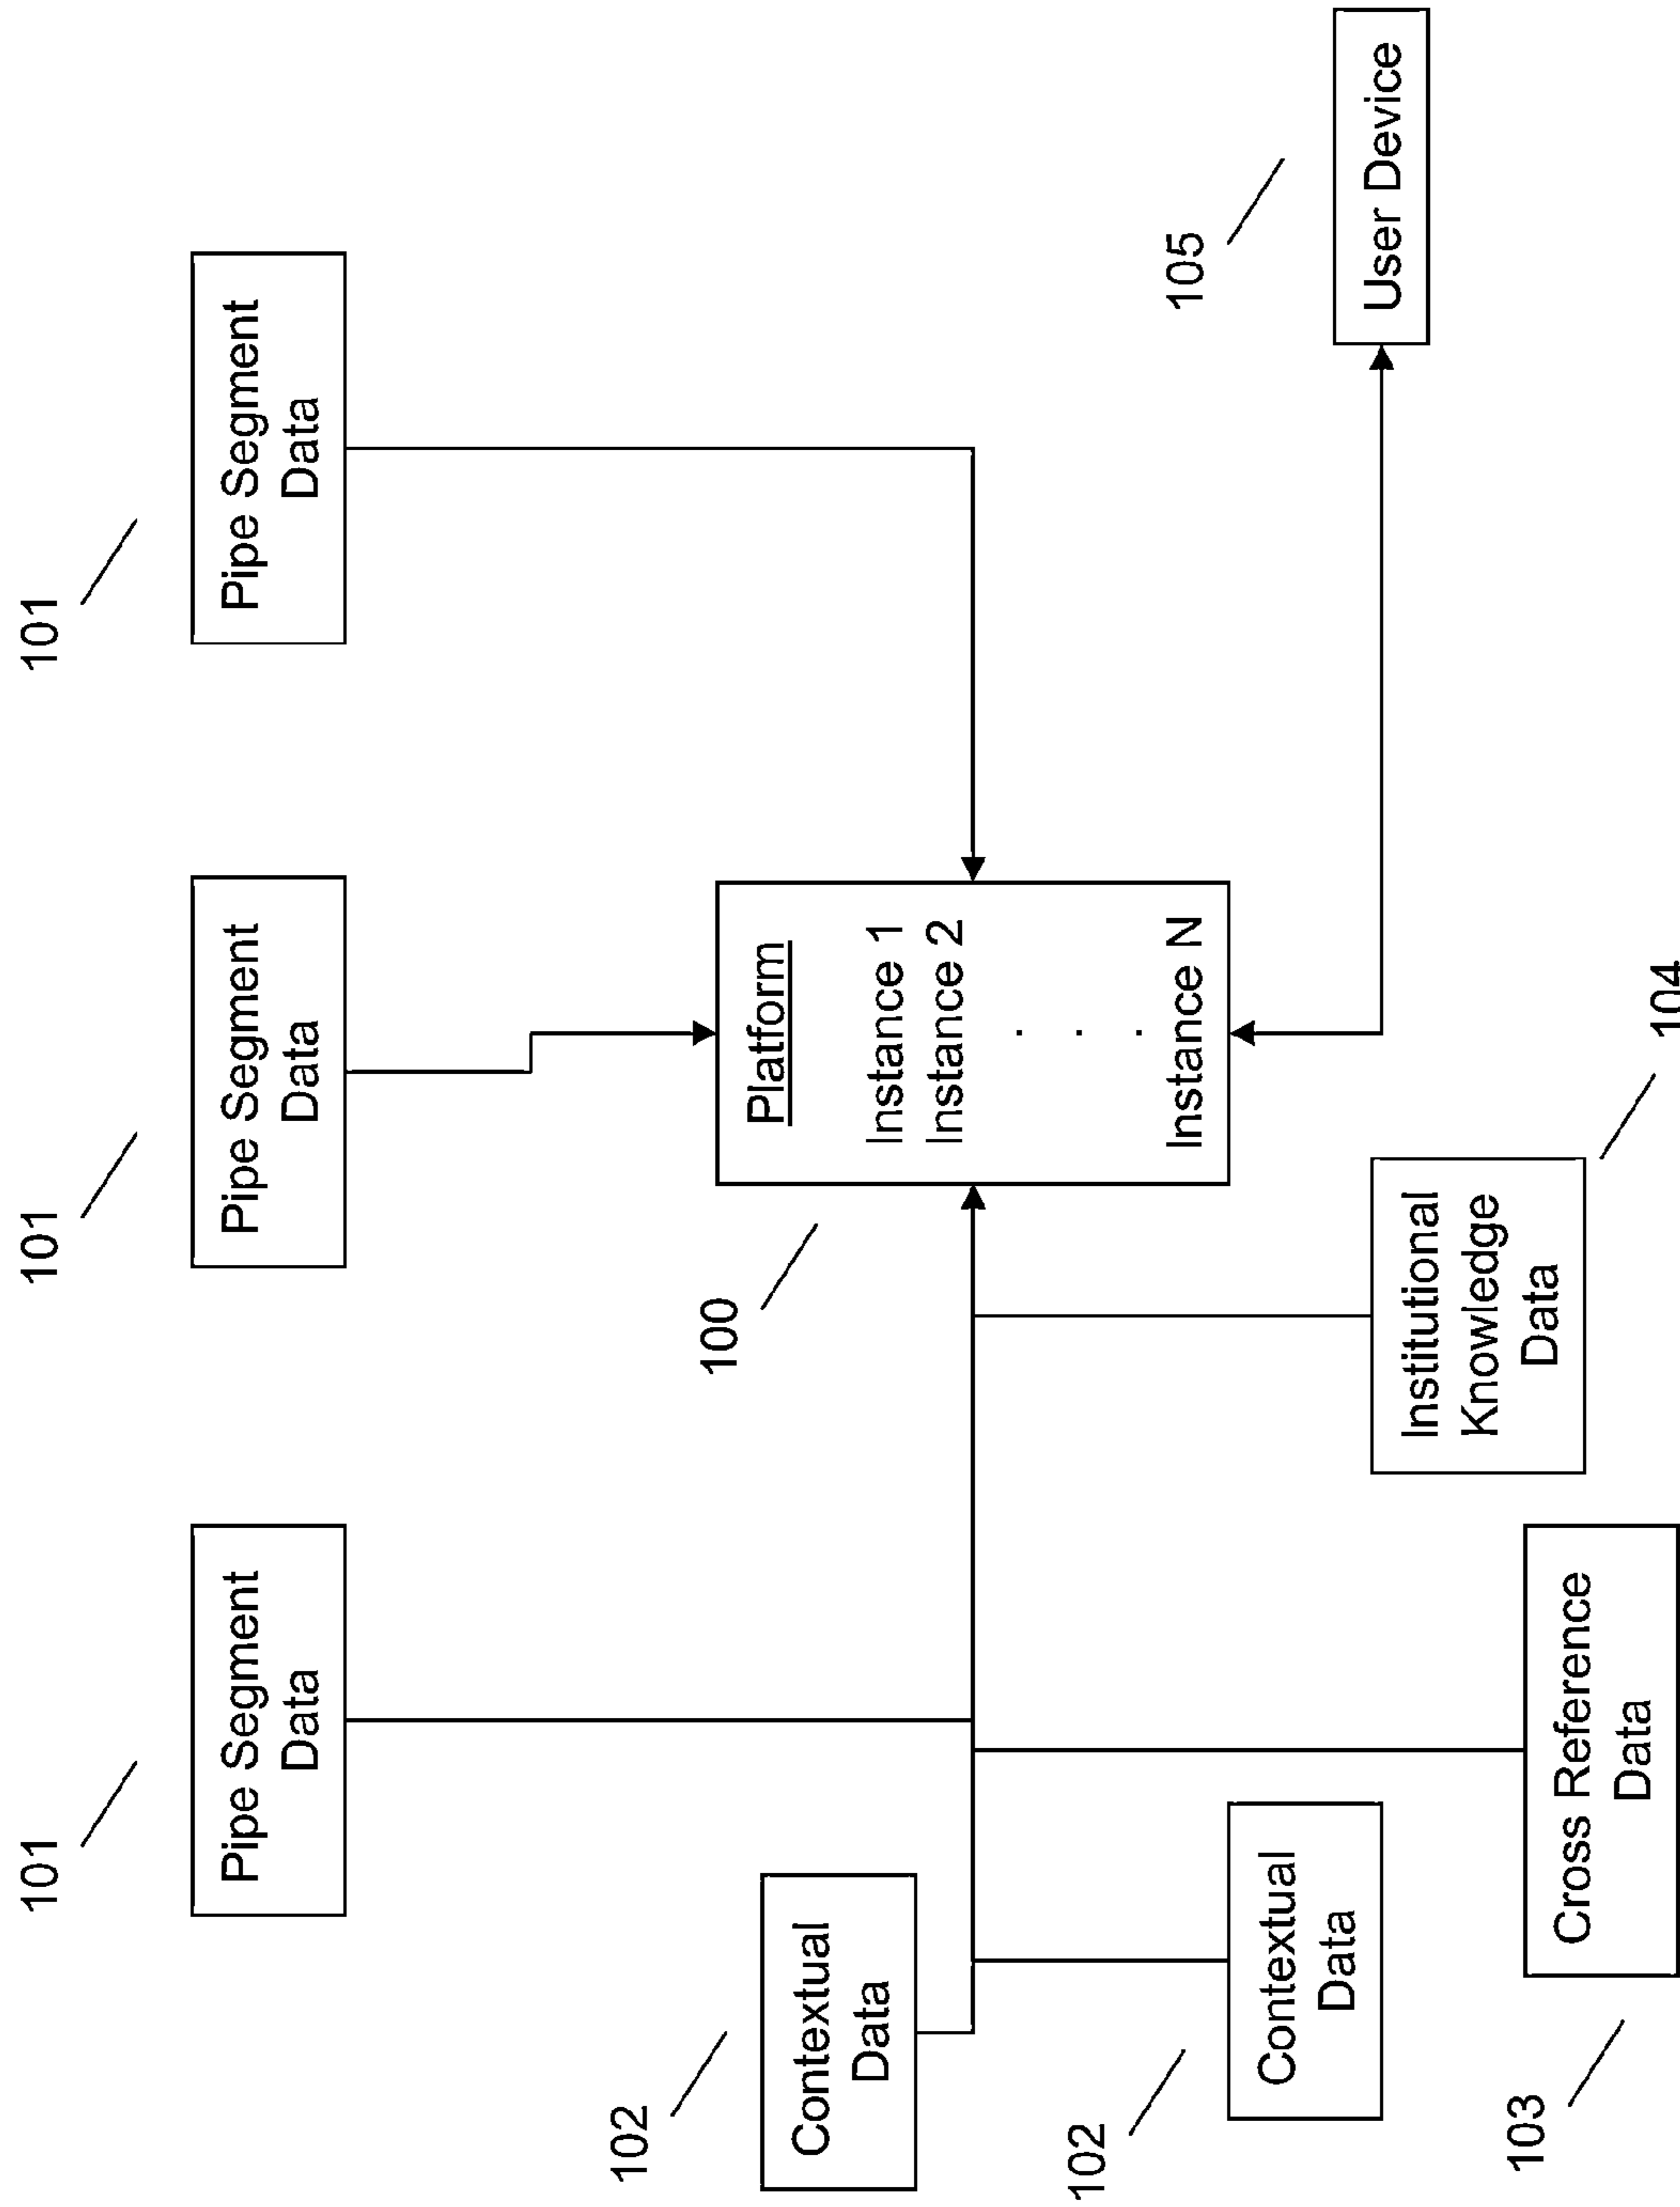 101
101
101
Pipe Segment
Data
Pipe Segment
Data
Pipe Segment
Data
102
Contextual
Data
100
Platform
Instance 1
Instance 2
.
.
.
Instance N
102
Contextual
Data
105
User Device
Institutional
Knowledge
Data
104
103
Cross Reference
Data